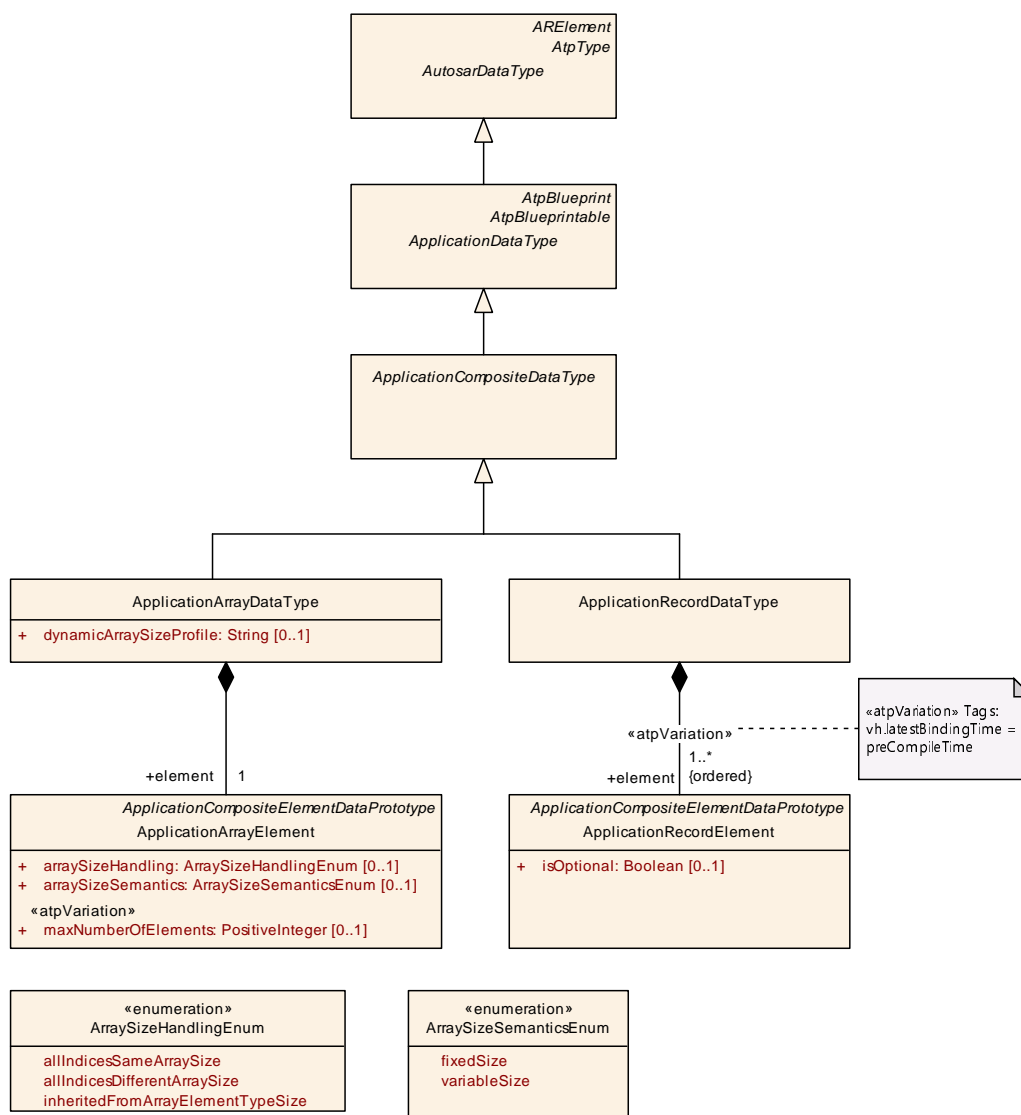 ARElement
AtpType
AutosarDataType
AtpBlueprint
AtpBlueprintable
ApplicationDataType
ApplicationCompositeDataType
ApplicationArrayDataType
+ dynamicArraySizeProfile: String [0..1]
ApplicationRecordDataType
«atpVariation» Tags:
vh.latestBindingTime =
preCompileTime
«atpVariation»
1..*
+element {ordered}
+element 1
ApplicationCompositeElementDataPrototype
ApplicationArrayElement
+ arraySizeHandling: ArraySizeHandlingEnum [0..1]
+ arraySizeSemantics: ArraySizeSemanticsEnum [0..1]
«atpVariation»
+ maxNumberOfElements: PositiveInteger [0..1]
ApplicationCompositeElementDataPrototype
ApplicationRecordElement
+ isOptional: Boolean [0..1]
«enumeration»
ArraySizeHandlingEnum
allIndicesSameArraySize
allIndicesDifferentArraySize
inheritedFromArrayElementTypeSize
«enumeration»
ArraySizeSemanticsEnum
fixedSize
variableSize